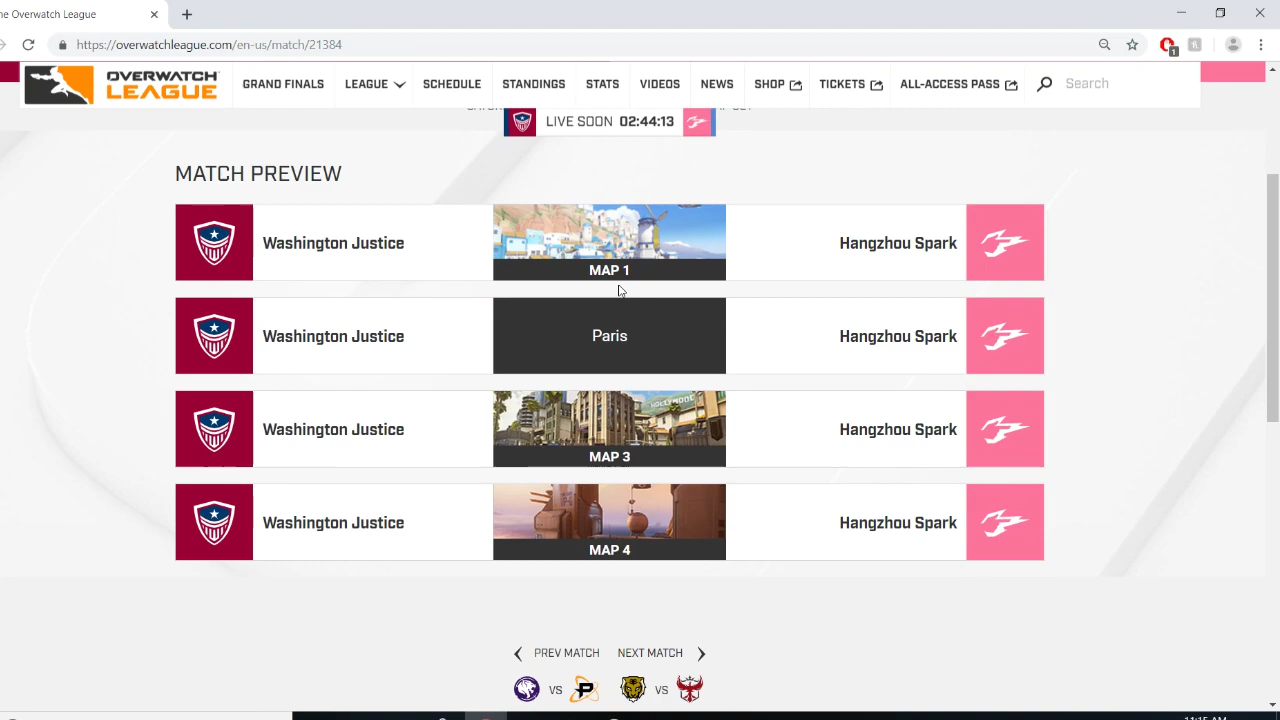 he Overwatch League
https://overwatchleague.com/en-us/match/21384
1
OVERWATCH
LEAGUE
GRAND FINALS LEAGUE SCHEDULE STANDINGS STATS VIDEOS NEWS SHOP TICKETS ALL-ACCESS PASS Search
LIVE SOON 02:44:13
MATCH PREVIEW
Washington Justice MAP 1 Hangzhou Spark
Washington Justice Paris Hangzhou Spark
HOLLYWOOD
Washington Justice MAP 3 Hangzhou Spark
Washington Justice MAP 4 Hangzhou Spark
PREV MATCH NEXT MATCH
VS VS